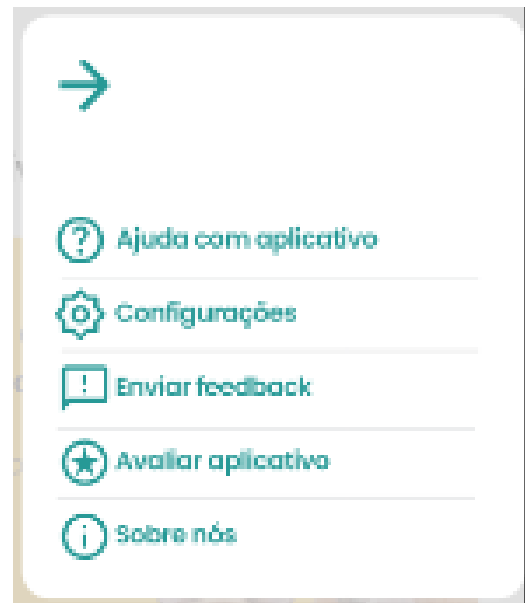 Ajuda com aplicativo
Configurações
Enviar feedback
Avaliar aplicativo
Sobre nós